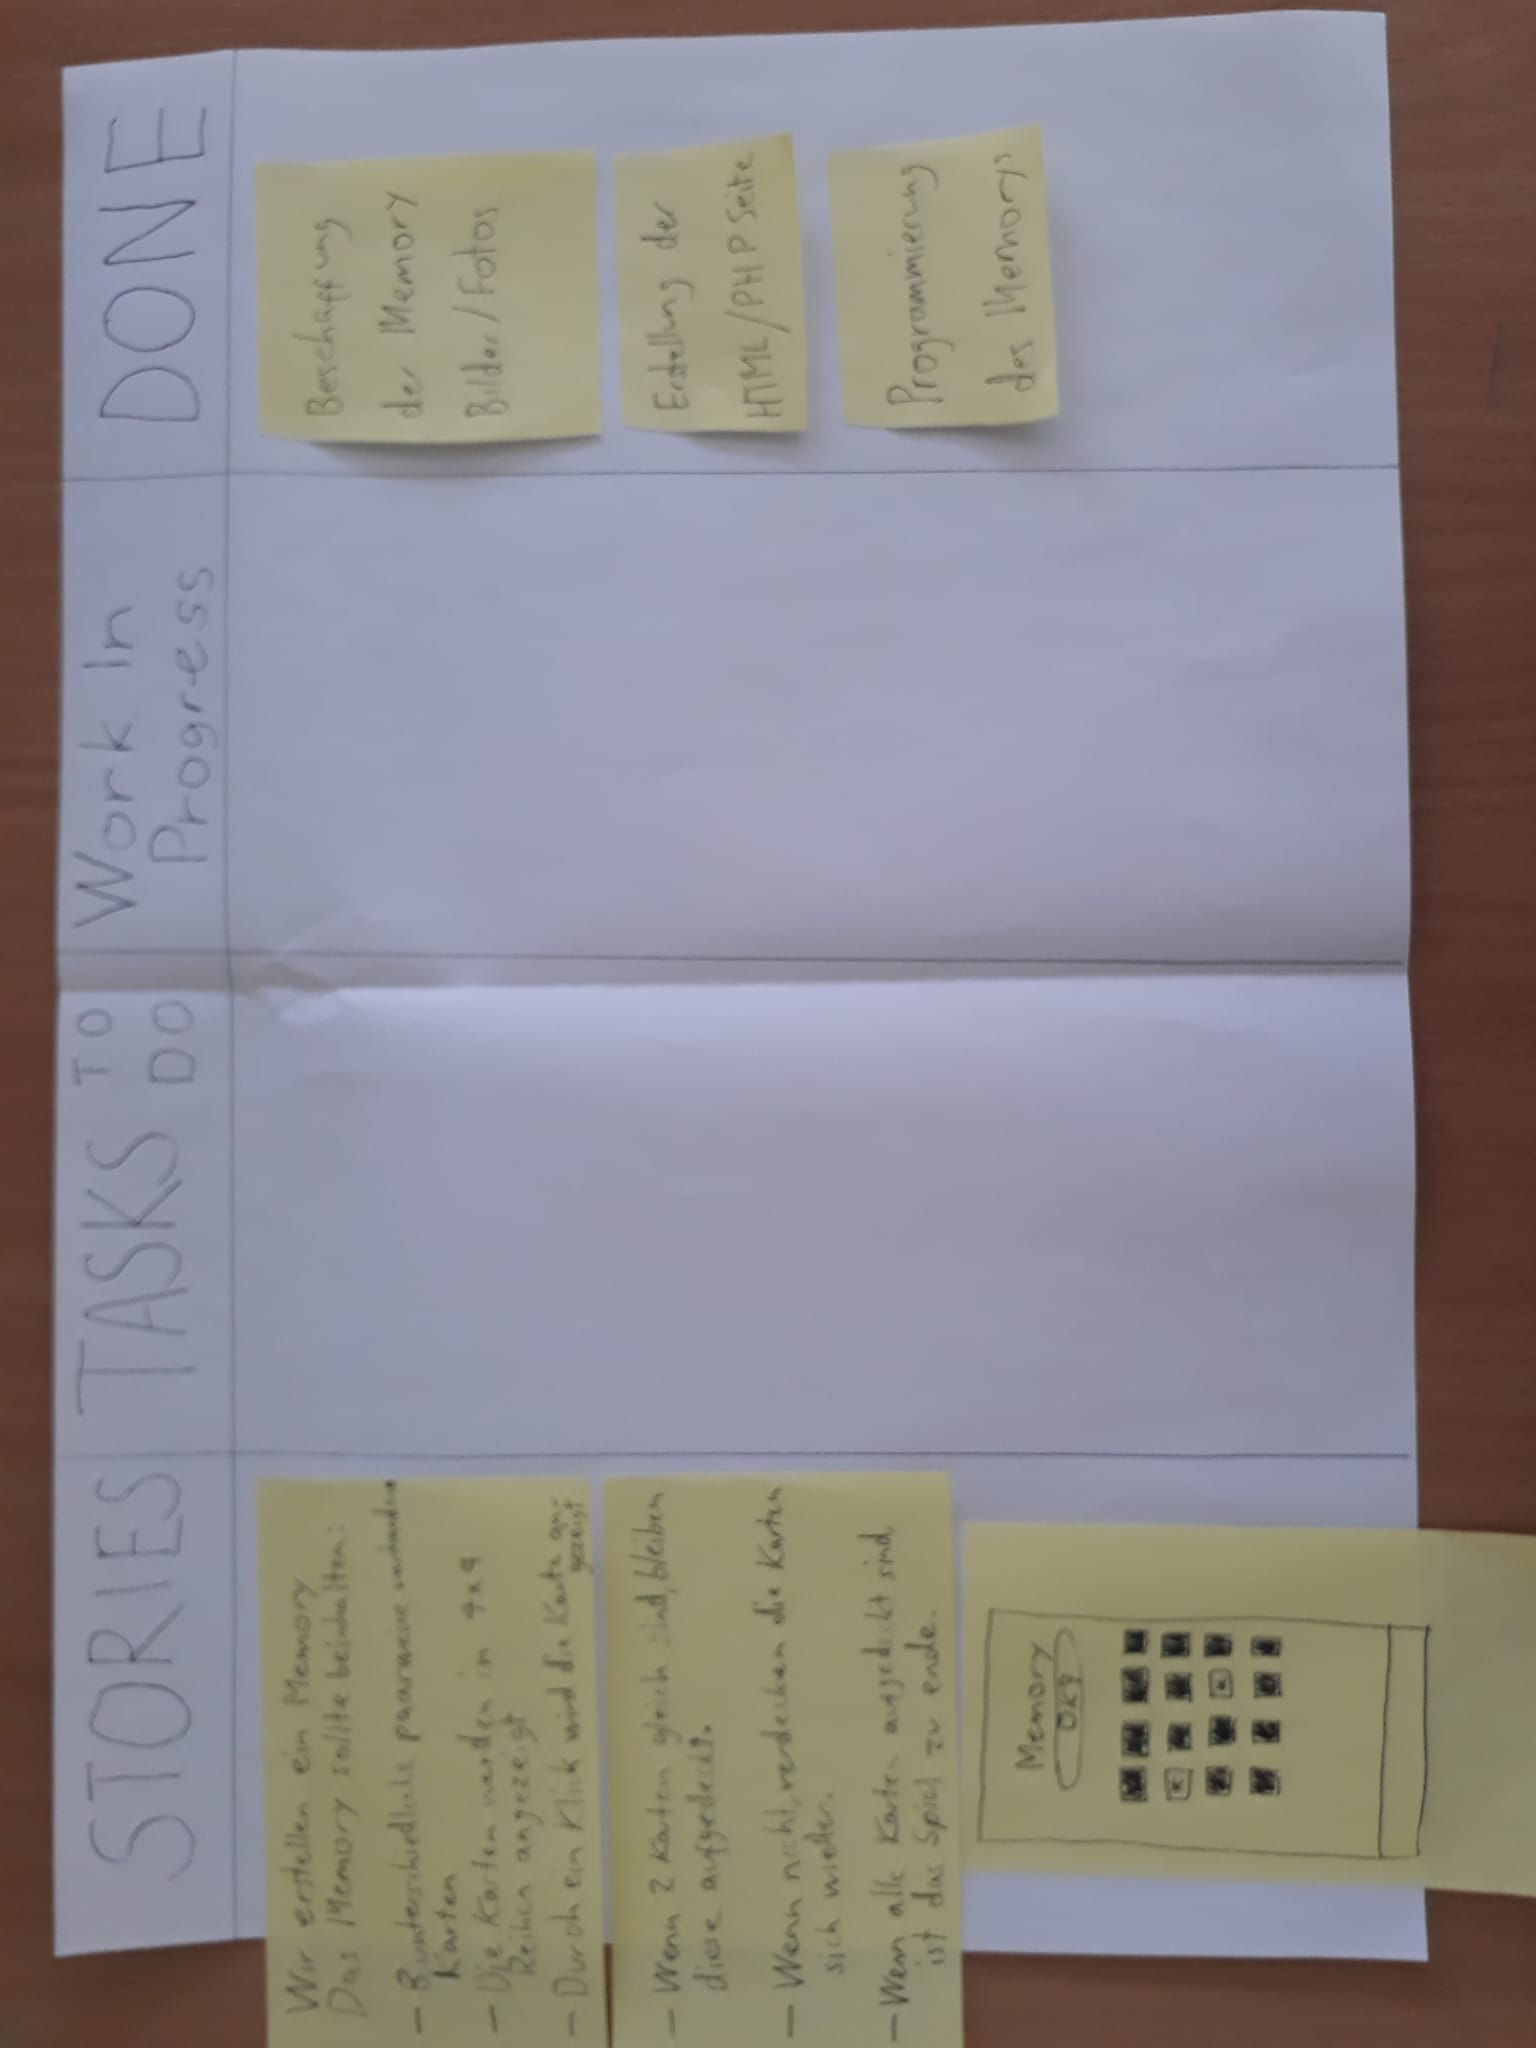 STORIES
TASKS TO DO
Work In
Progress
DONE
Wir erstellen ein Memory
Das Memory sollte beinhalten:
- 8 unterschiedliche paarweise vorhandene
Karten
- Die Karten werden in 4x4
Reihen angezeigt
- Durch ein Klick wird die Karte an-
gezeigt
- Wenn 2 Karten gleich sind, bleiben
diese aufgedeckt.
- Wenn nicht, verdecken die Karten
sich wieder.
- Wenn alle Karten aufgedeckt sind,
ist das Spiel zu ende.
Memory
Beschaffung
der Memory
Bilder/Fotos
Erstellung der
HTML/PHP Seite
Programmierung
des Memorys